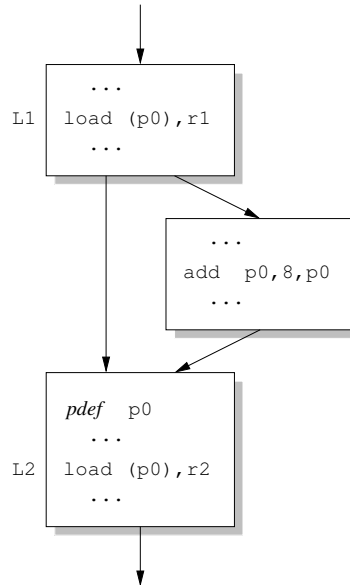 ...
L1 load (p0),r1
...
...
add p0,8,p0
...
pdef p0
...
L2 load (p0),r2
...